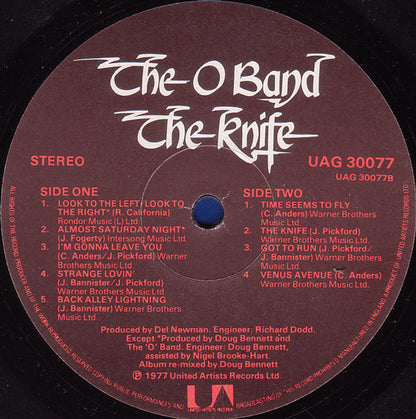 The O Band
The Knife
STEREO
UAG 30077
UAG 30077B
SIDE ONE
1 LOOK TO THE LEFT-LOOK TO
THE RIGHT* (R. California)
Rondor Music (L) Ltd.
2 ALMOST SATURDAY NIGHT*
(J. Fogerty) Intersong Music Ltd.
3 I'M GONNA LEAVE YOU
(C. Anders/ J. Pickford) Warner
Brothers Music Ltd.
4 STRANGE LOVIN'
(J. Bannister/ J. Pickford)
Warner Brothers Music Ltd.
5 BACK ALLEY LIGHTNING
(J. Bannister) Warner Brothers
Music Ltd.
SIDE TWO
1 TIME SEEMS TO FLY
(C. Anders) Warner Brothers
Music Ltd.
2 THE KNIFE (J. Pickford)
Warner Brothers Music Ltd.
3 GOT TO RUN (J. Pickford/
J. Bannister) Warner Brothers
Music Ltd.
4 VENUS AVENUE (C. Anders)
Warner Brothers Music Ltd.
Produced by Del Newman. Engineer: Richard Dodd.
Except *Produced by Doug Bennett and
The 'O' Band. Engineer: Doug Bennett,
assisted by Nigel Brooke-Hart.
Album re-mixed by Doug Bennett
℗ 1977 United Artists Records Ltd.
UNITED ARTISTS RECORDS